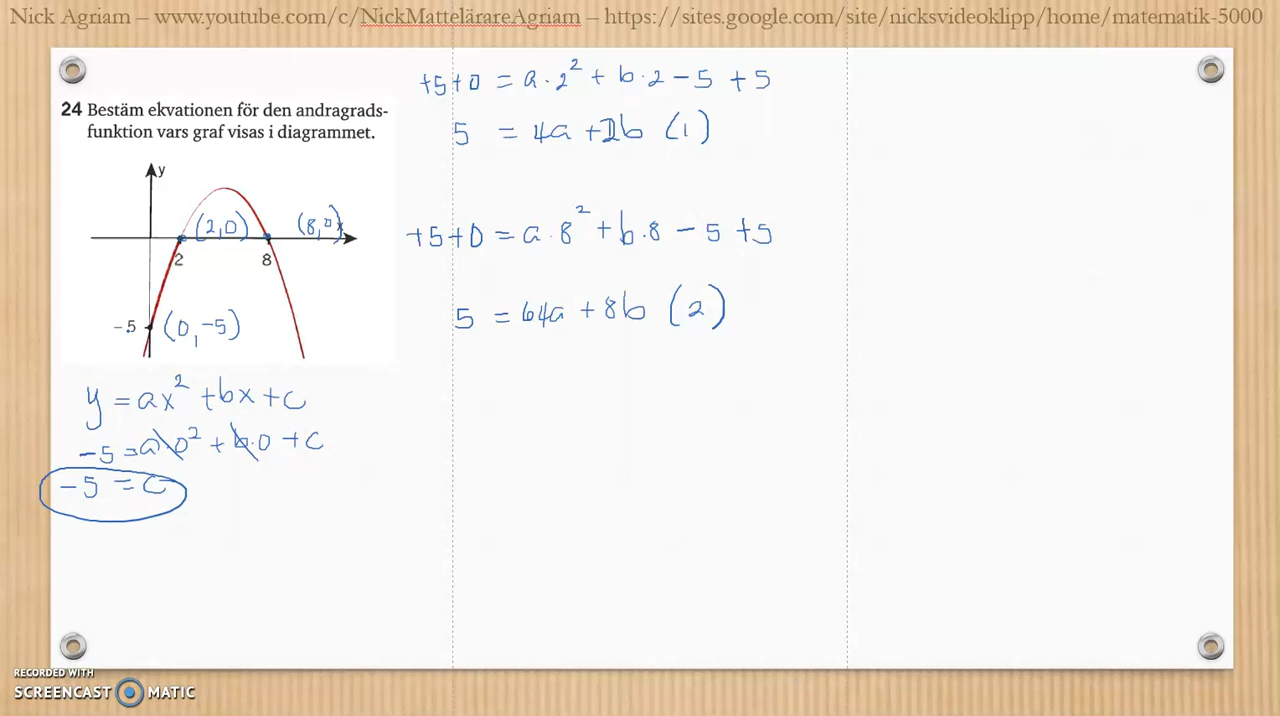 Nick Agriam – www.youtube.com/c/NickMattelärareAgriam – https://sites.google.com/site/nicksvideoklipp/home/matematik-5000
24 Bestäm ekvationen för den andragrads-
funktion vars graf visas i diagrammet.
y
(2,0)
(8,0)
x
2
8
-5
(0,-5)
y = ax² + bx + c
-5 = a·0² + b·0 + c
-5 = c
+5+0 = a·2² + b·2 - 5 + 5
5 = 4a + 2b (1)
+5+0 = a·8² + b·8 - 5 + 5
5 = 64a + 8b (2)
RECORDED WITH
SCREENCAST MATIC